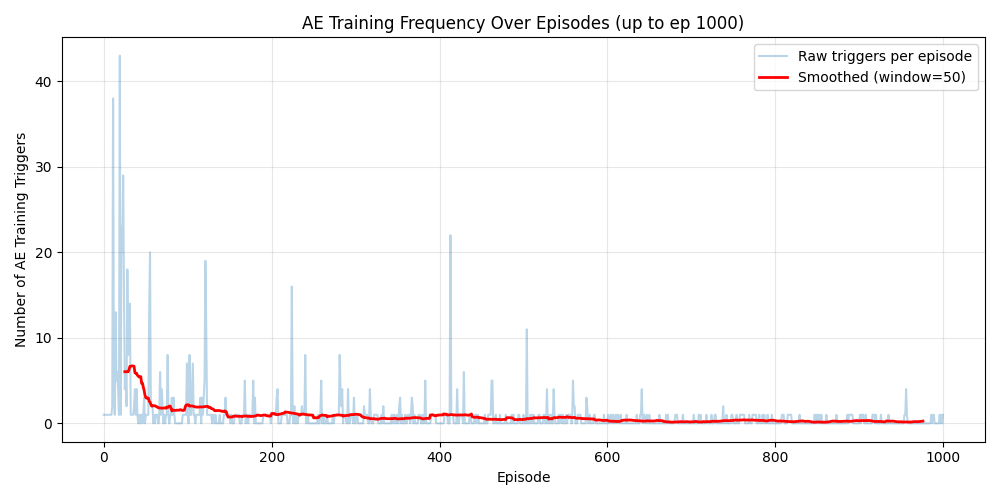 AE Training Frequency Over Episodes (up to ep 1000)
Raw triggers per episode
Smoothed (window=50)
Number of AE Training Triggers
40
30
20
10
0
0 200 400 600 800 1000
Episode